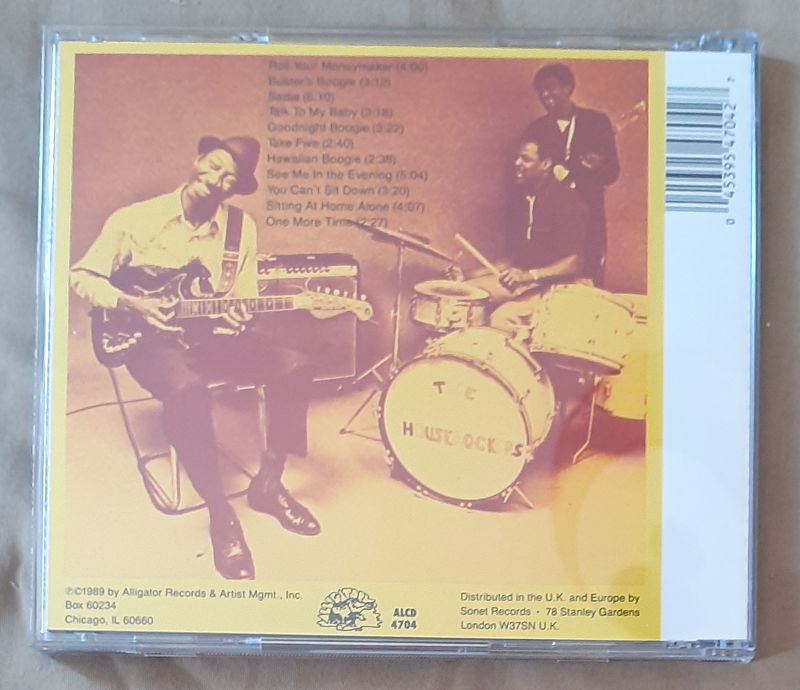 Roll Your Moneymaker (4:00)
Buster's Boogie (3:12)
Sadie (6:10)
Talk To My Baby (3:18)
Goodnight Boogie (3:22)
Take Five (2:40)
Hawaiian Boogie (2:38)
See Me In the Evening (5:04)
You Can't Sit Down (3:20)
Sitting At Home Alone (4:07)
One More Time (2:27)
T E
HOUSEROCKERS
℗©1989 by Alligator Records & Artist Mgmt., Inc.
Box 60234
Chicago, IL 60660
ALCD
4704
Distributed in the U.K. and Europe by
Sonet Records • 78 Stanley Gardens
London W37SN U.K.
0 45395 47042 7